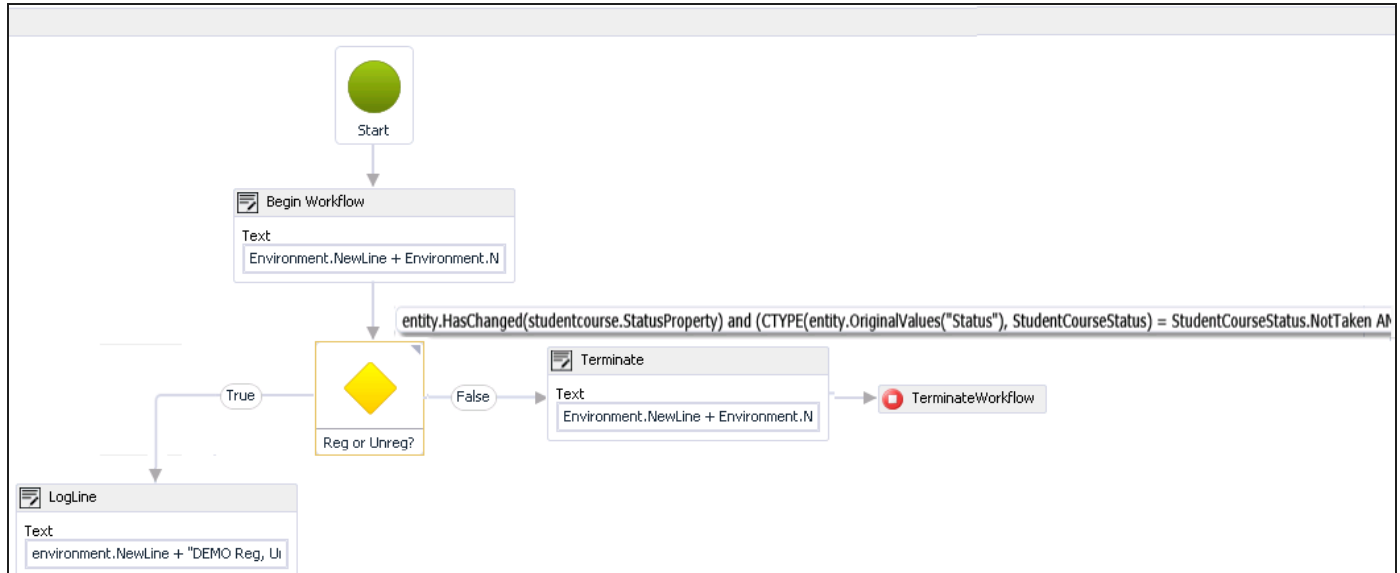 Start
Begin Workflow
Text
Environment.NewLine + Environment.N
entity.HasChanged(studentcourse.StatusProperty) and (CTYPE(entity.OriginalValues("Status"), StudentCourseStatus) = StudentCourseStatus.NotTaken AN
True
Reg or Unreg?
False
Terminate
Text
Environment.NewLine + Environment.N
TerminateWorkflow
LogLine
Text
environment.NewLine + "DEMO Reg, Un